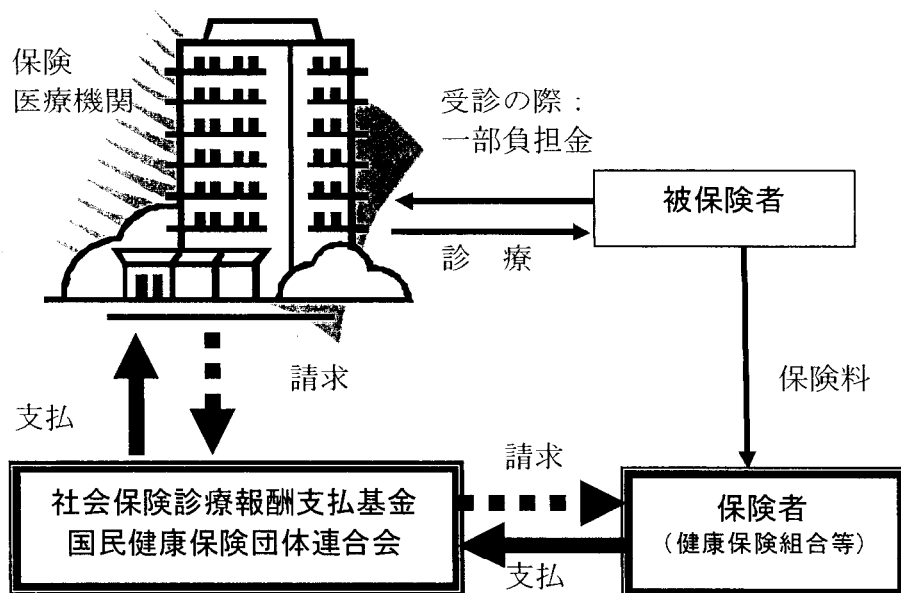 保険
医療機関
受診の際：
一部負担金
被保険者
診　療
請求
保険料
支払
請求
社会保険診療報酬支払基金
国民健康保険団体連合会
保険者
（健康保険組合等）
支払